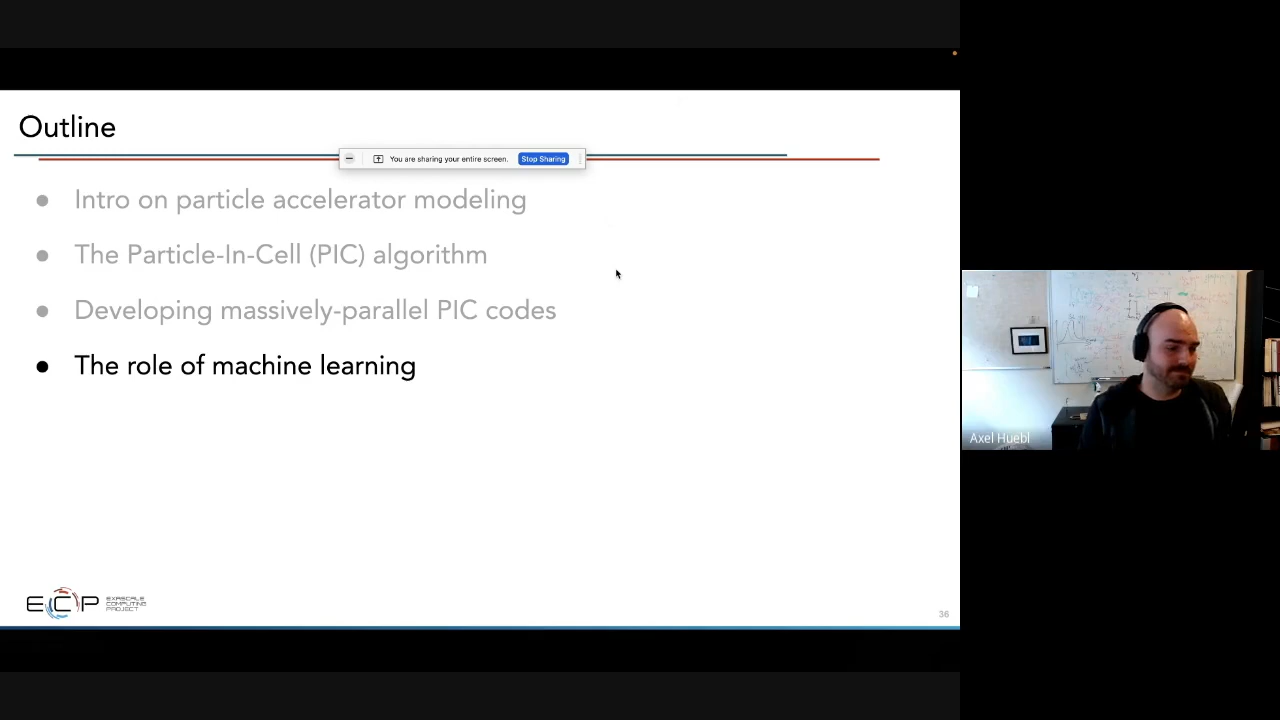 Outline
You are sharing your entire screen. Stop Sharing
Intro on particle accelerator modeling
The Particle-In-Cell (PIC) algorithm
Developing massively-parallel PIC codes
The role of machine learning
Axel Huebl
ECP EXASCALE COMPUTING PROJECT
36